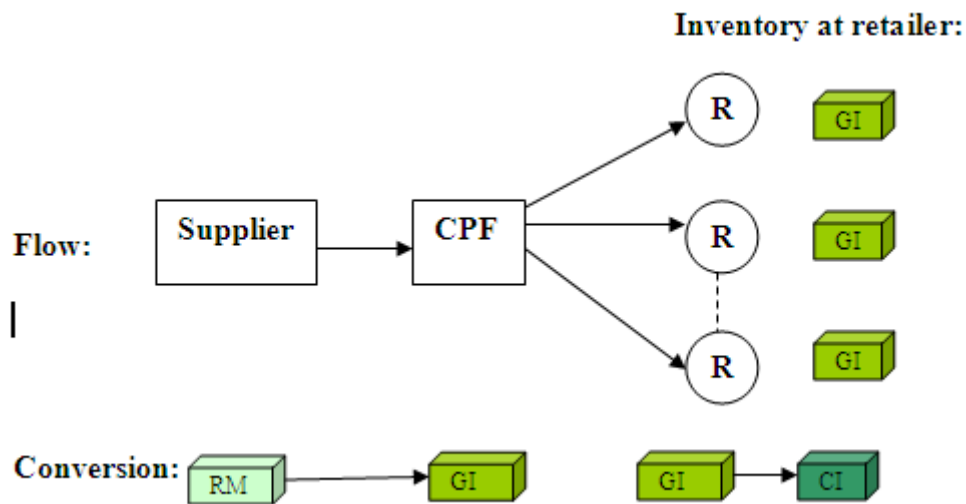 Inventory at retailer:
R
GI
Supplier
CPF
R
GI
Flow:
R
GI
Conversion:
RM
GI
GI
CI